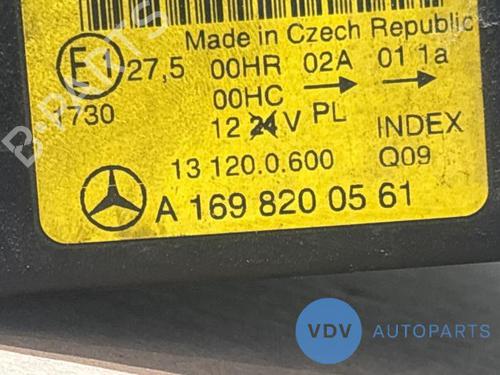 Made in Czech Republic
E1 27,5 00HR 02A 01 1a
00HC → →
1730 12 24 V PL INDEX
13 120.0.600 Q09
A 169 820 05 61
B-PARTS
VDV AUTOPARTS